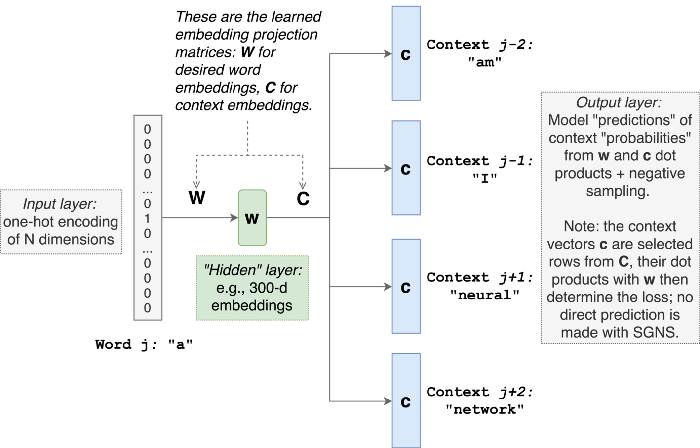 These are the learned
embedding projection
matrices: W for
desired word
embeddings, C for
context embeddings.
Input layer:
one-hot encoding
of N dimensions
0
0
0
0
...
0
1
0
...
0
0
0
0
0
Word j: "a"
W
w
C
"Hidden" layer:
e.g., 300-d
embeddings
c
Context j-2:
"am"
c
Context j-1:
"I"
c
Context j+1:
"neural"
c
Context j+2:
"network"
Output layer:
Model "predictions" of
context "probabilities"
from w and c dot
products + negative
sampling.
Note: the context
vectors c are selected
rows from C, their dot
products with w then
determine the loss; no
direct prediction is
made with SGNS.